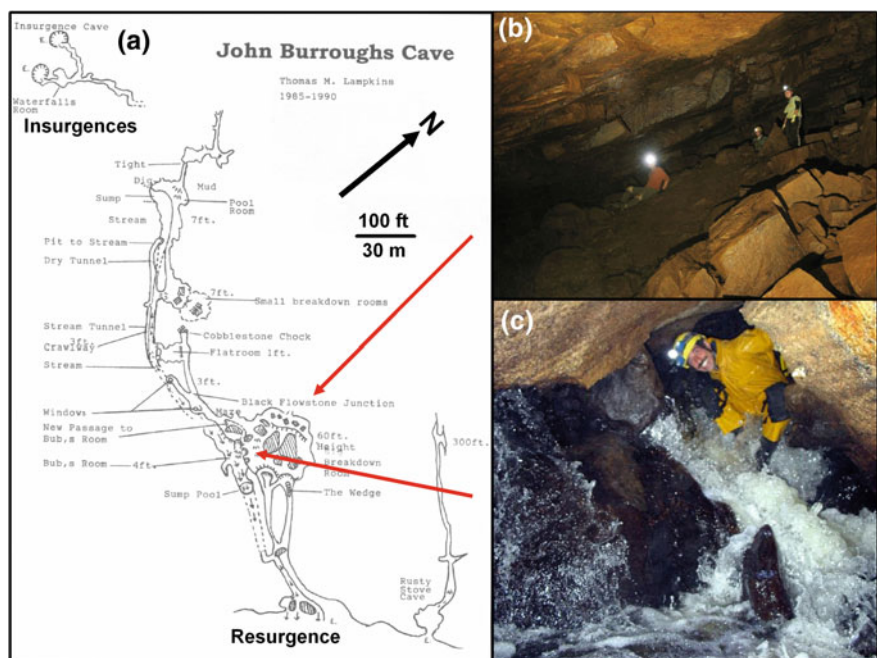 (a)
Insurgence Cave
E.
E.
Waterfalls
Room
Insurgences
John Burroughs Cave
Thomas M. Lampkins
1985-1990
N
100 ft
30 m
Tight
Dig
Mud
Sump
Pool
Room
Stream
7ft.
Pit to Stream
Dry Tunnel
7ft.
Small breakdown rooms
Stream Tunnel
3ft.
Crawlway
Stream
Cobblestone Chock
Flatroom 1ft.
3ft.
Black Flowstone Junction
Windows
Maze
New Passage to
Bub,s Room
60ft.
Height
Big
Breakdown
Room
300ft.
Bub,s Room
4ft.
Sump Pool
The Wedge
Rusty
Stove
Cave
E.
E.
Resurgence
(b)
(c)